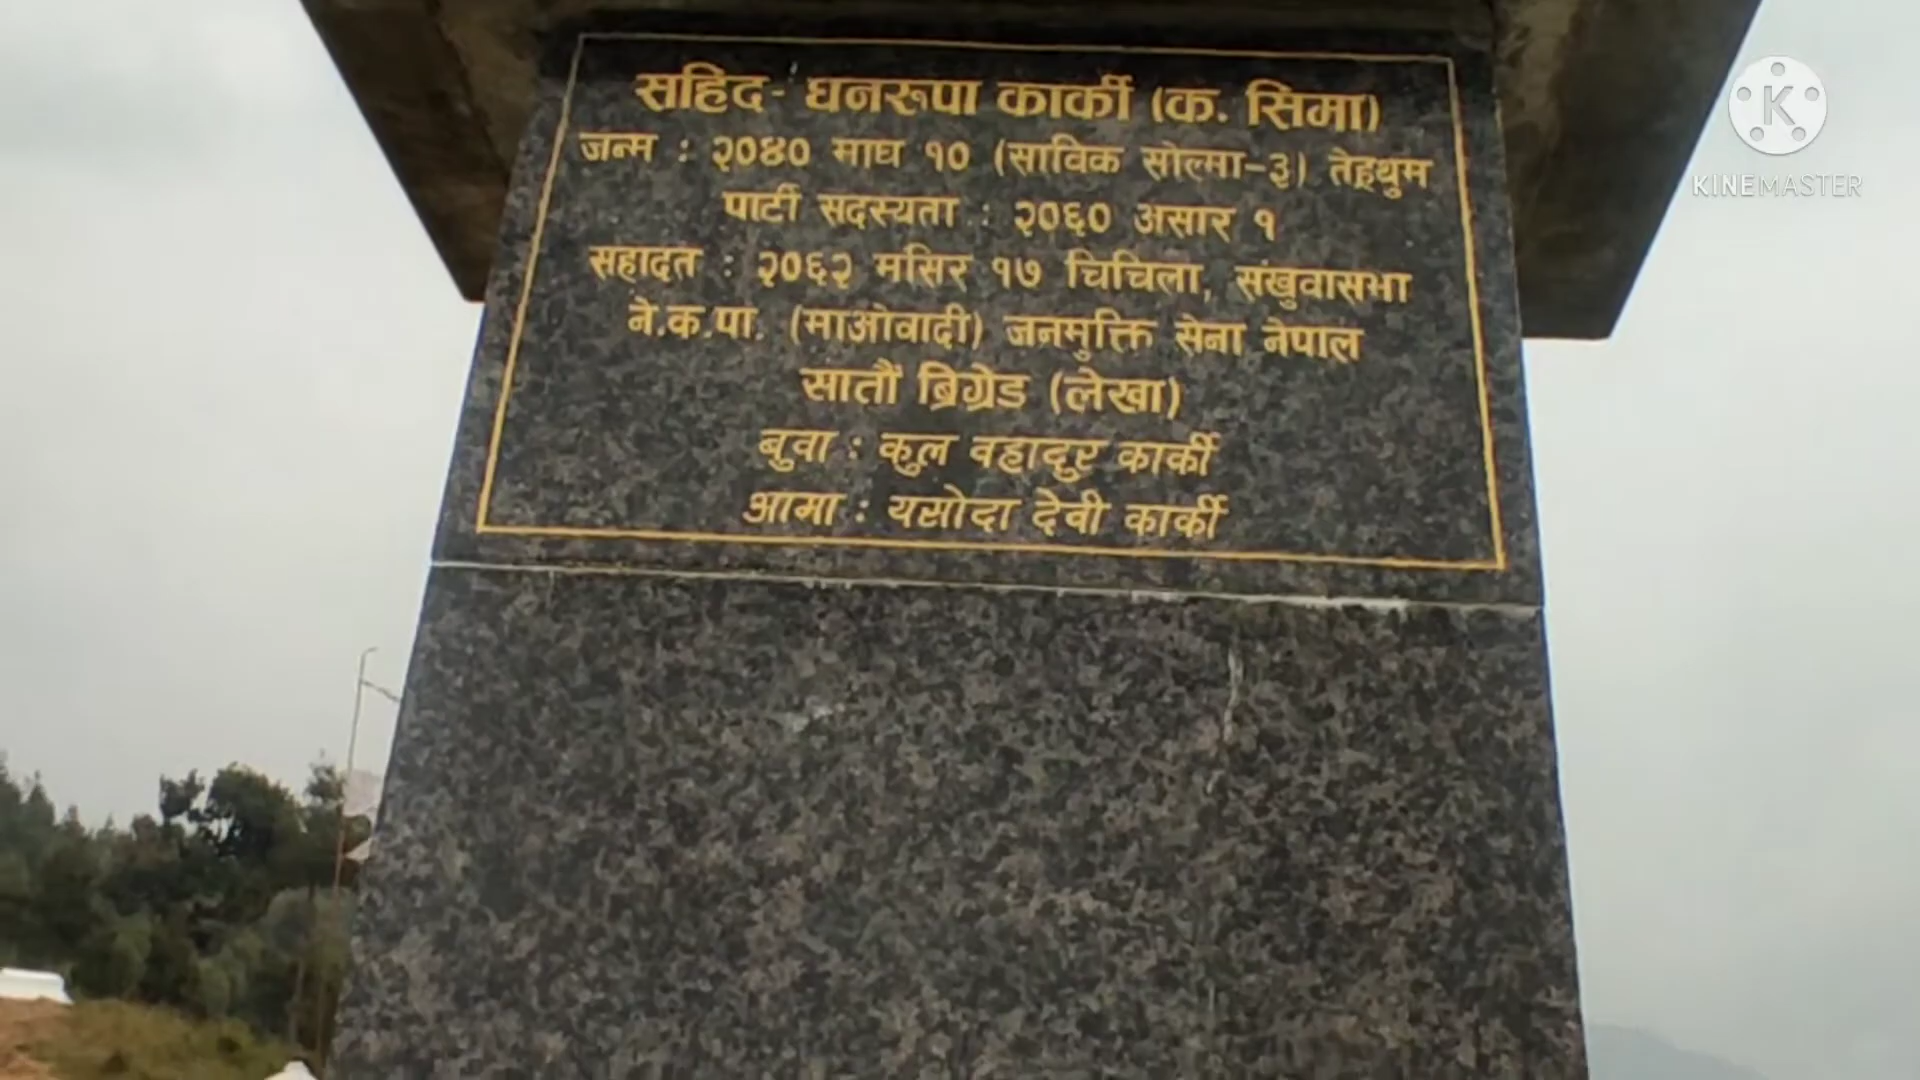 सहिद- धनरूपा कार्की (क. सिमा)
जन्म : २०४० माघ १० (साविक सोल्मा-३) तेह्रथुम
पार्टी सदस्यता : २०६० असार १
सहादत : २०६२ मसिर १७ चिचिला, संखुवासभा
ने.क.पा. (माओवादी) जनमुक्ति सेना नेपाल
सातौं ब्रिग्रेड (लेखा)
बुवा : कुल वहादुर कार्की
आमा : यसोदा देवी कार्की
K
KINEMASTER